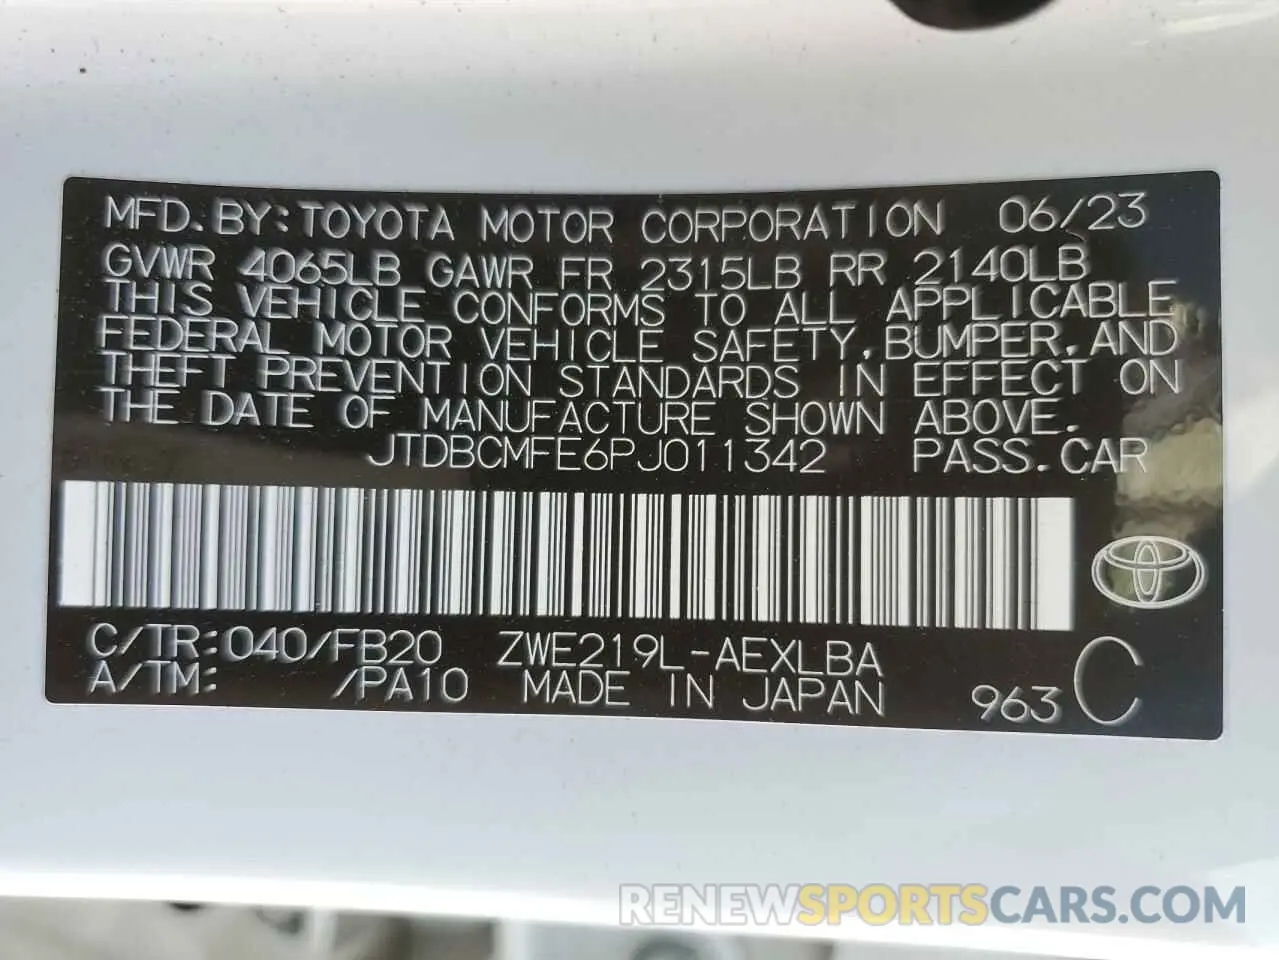 MFD. BY: TOYOTA MOTOR CORPORATION 06/23
GVWR 4065LB GAWR FR 2315LB RR 2140LB
THIS VEHICLE CONFORMS TO ALL APPLICABLE
FEDERAL MOTOR VEHICLE SAFETY, BUMPER, AND
THEFT PREVENTION STANDARDS IN EFFECT ON
THE DATE OF MANUFACTURE SHOWN ABOVE.
JTDBCMFE6PJ011342 PASS. CAR
C/TR: 040/FB20 ZWE219L-AEXLBA
A/TM: /PA10 MADE IN JAPAN 963 C
RENEWSPORTSCARS.COM